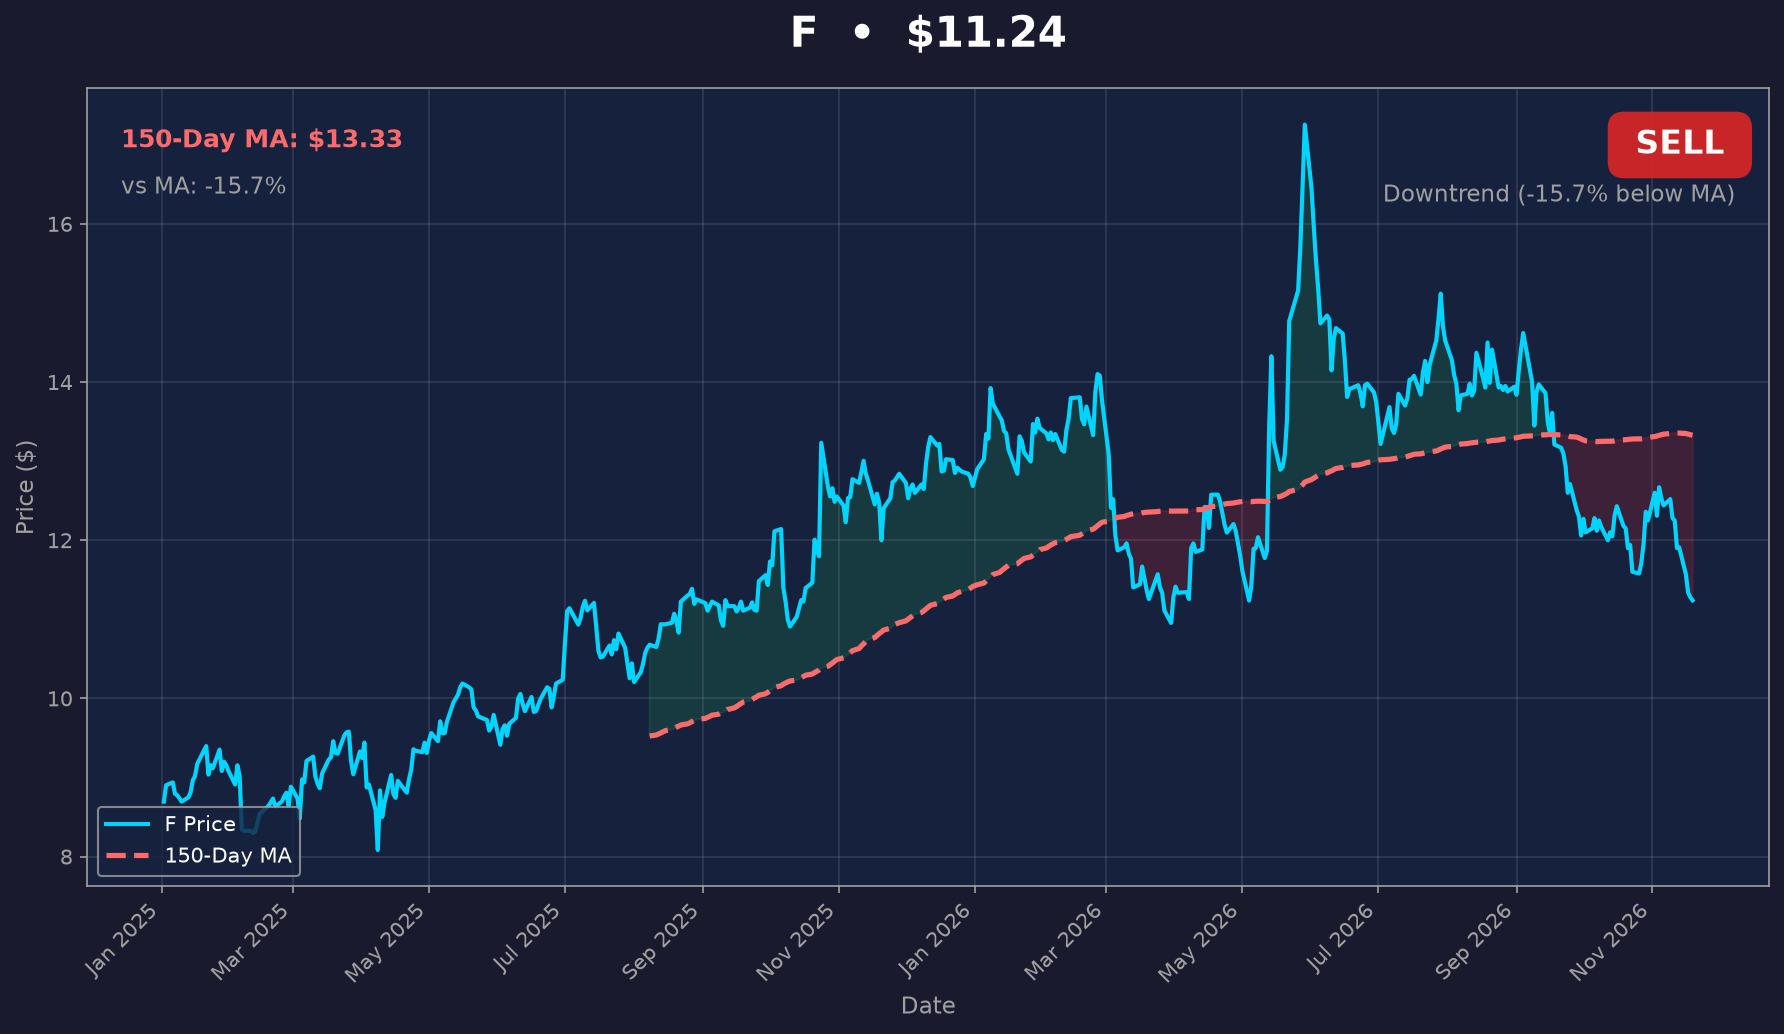 F • $11.24
150-Day MA: $13.33
vs MA: -15.7%
SELL
Downtrend (-15.7% below MA)
Price ($)
16
14
12
10
8
F Price
150-Day MA
Jan 2025
Mar 2025
May 2025
Jul 2025
Sep 2025
Nov 2025
Jan 2026
Mar 2026
May 2026
Jul 2026
Sep 2026
Nov 2026
Date